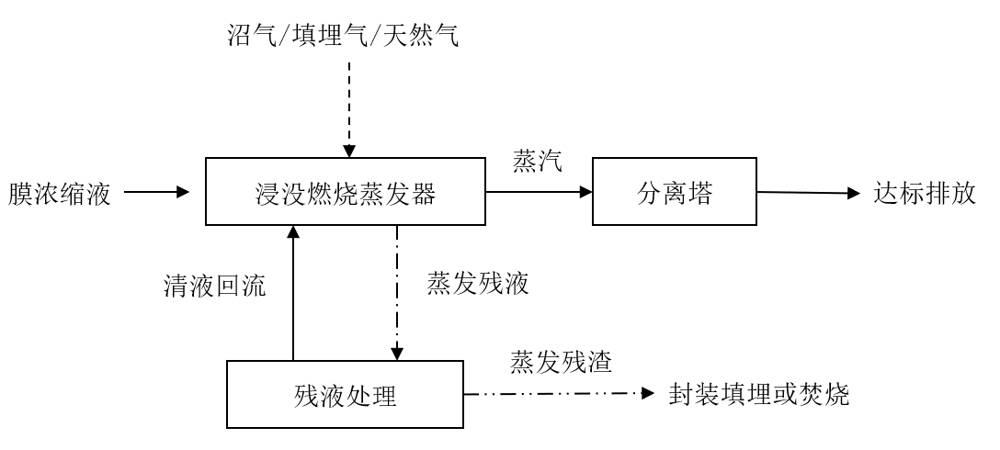 沼气/填埋气/天然气
蒸汽
膜浓缩液
浸没燃烧蒸发器
分离塔
达标排放
清液回流
蒸发残液
蒸发残渣
残液处理
封装填埋或焚烧